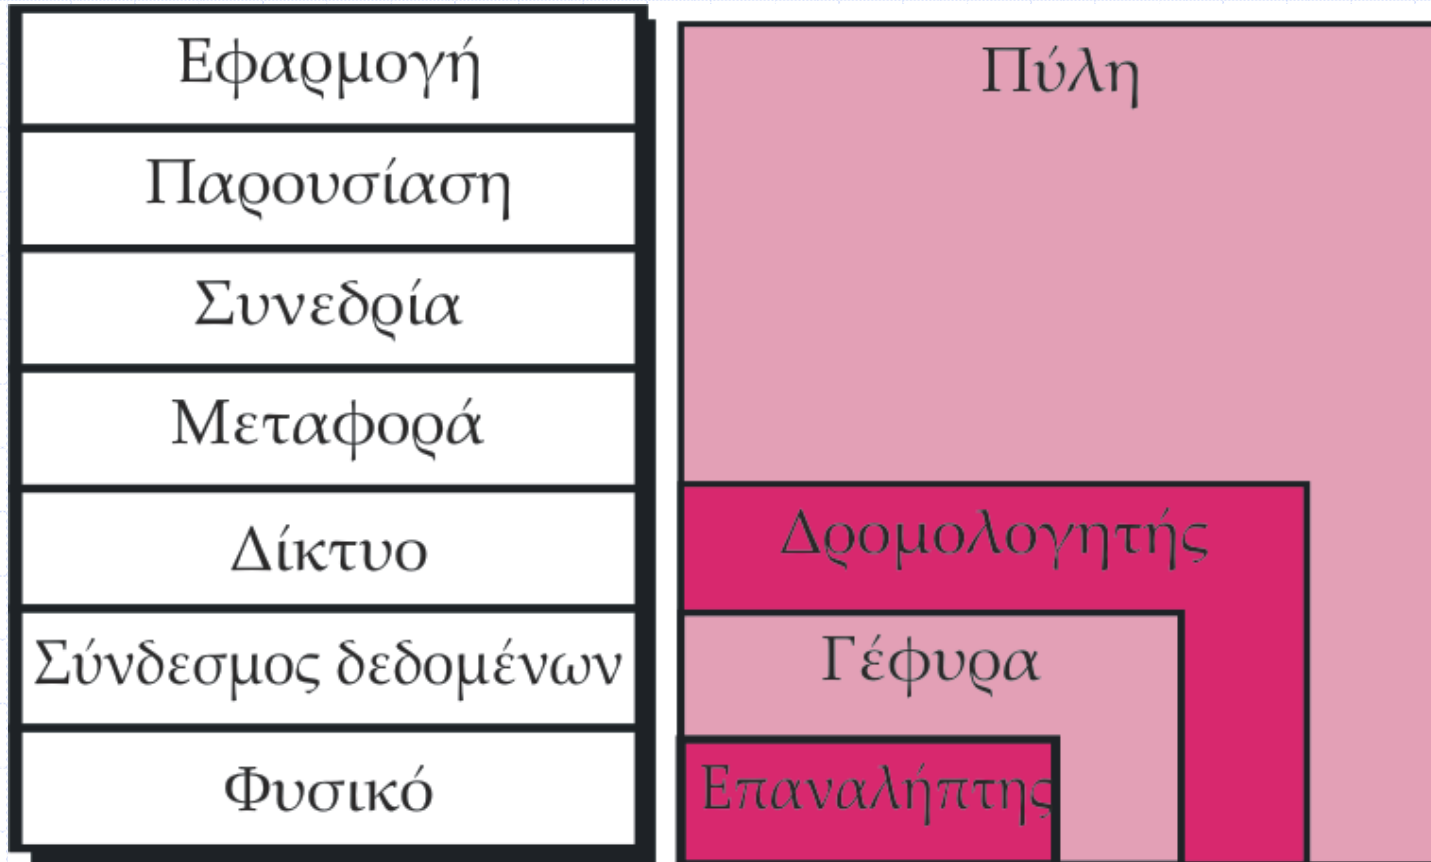 Εφαρμογή
Παρουσίαση
Συνεδρία
Μεταφορά
Δίκτυο
Σύνδεσμος δεδομένων
Φυσικό
Πύλη
Δρομολογητής
Γέφυρα
Επαναλήπτης